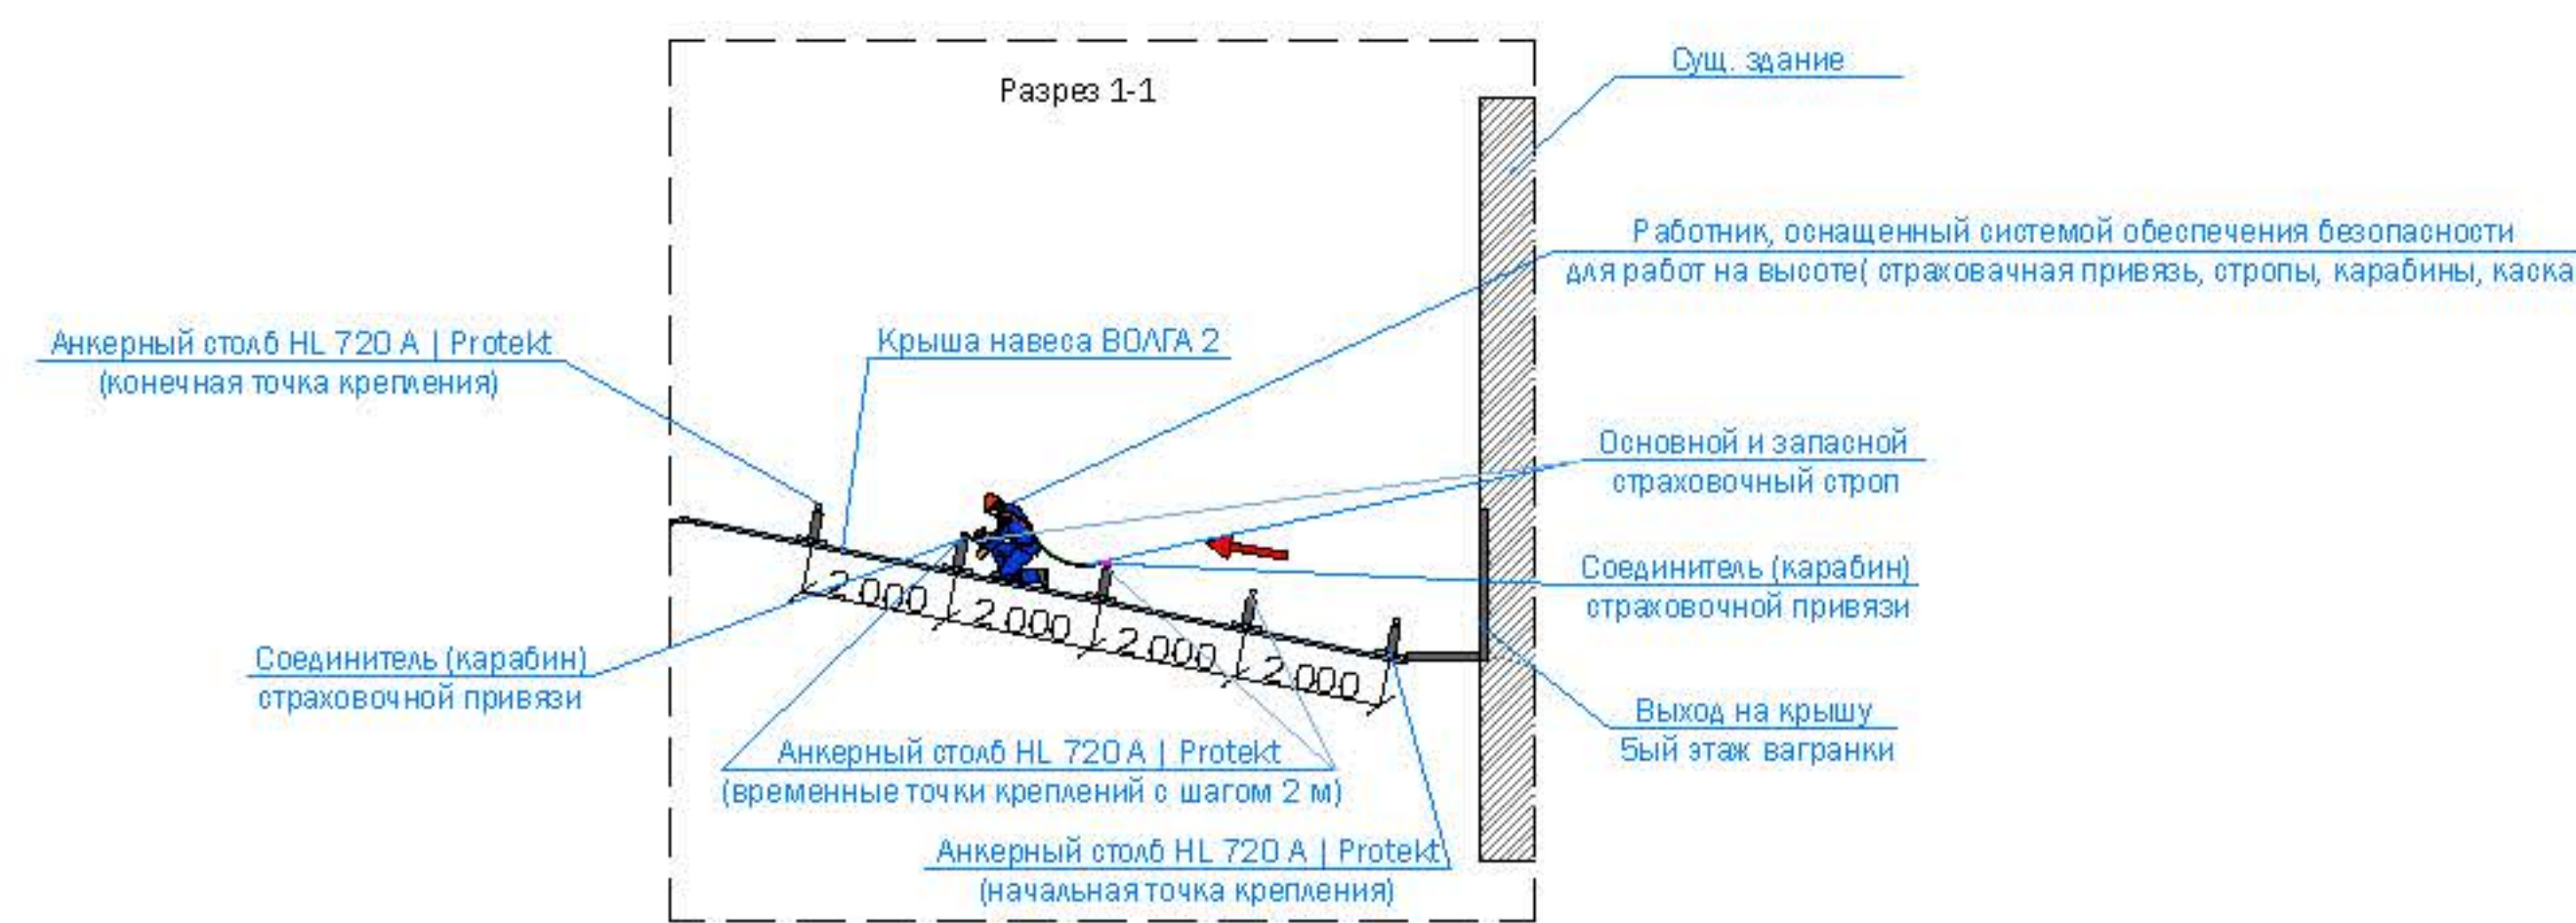 Разрез 1-1
Сущ. здание
Работник, оснащенный системой обеспечения безопасности
для работ на высоте( страховачная привязь, стропы, карабины, каска
Анкерный столб HL 720 A | Protekt
(конечная точка крепления)
Крыша навеса ВОЛГА 2
Основной и запасной
страховочный строп
Соединитель (карабин)
страховочной привязи
2.000
2.000
2.000
2.000
Соединитель (карабин)
страховочной привязи
Выход на крышу
5ый этаж вагранки
Анкерный столб HL 720 A | Protekt
(временные точки креплений с шагом 2 м)
Анкерный столб HL 720 A | Protekt
(начальная точка крепления)